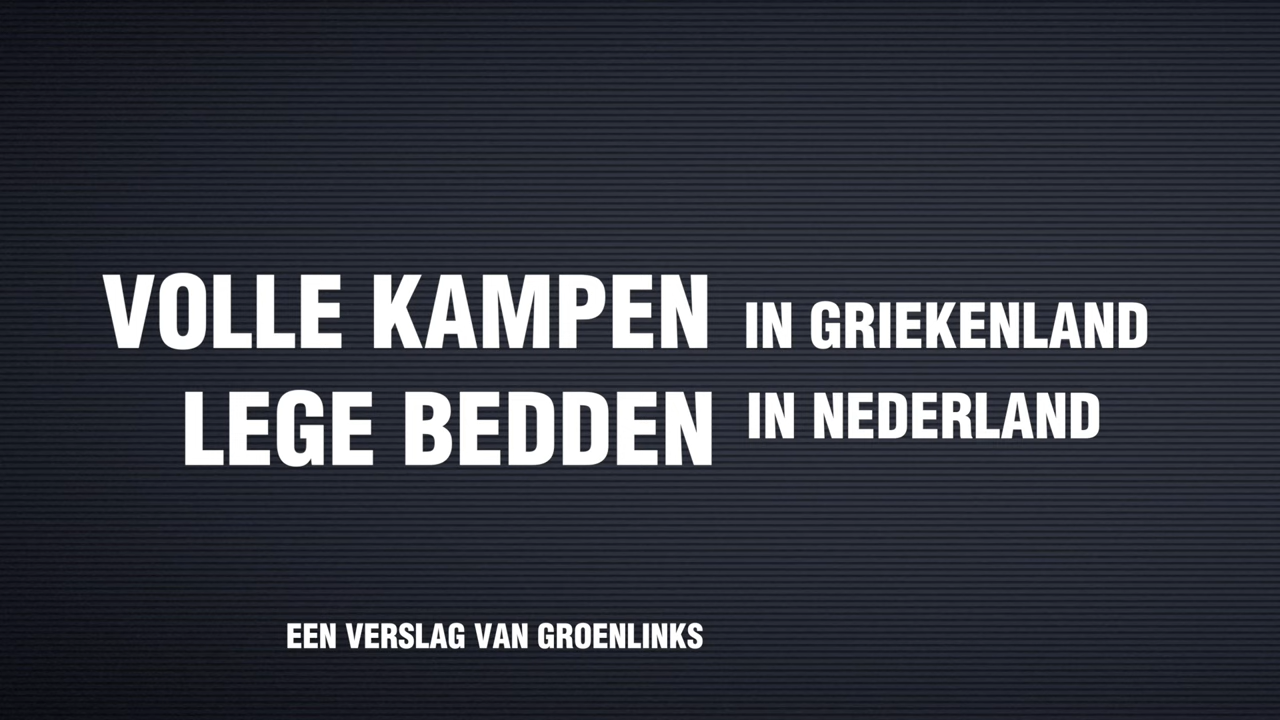 VOLLE KAMPEN IN GRIEKENLAND
LEGE BEDDEN IN NEDERLAND
EEN VERSLAG VAN GROENLINKS